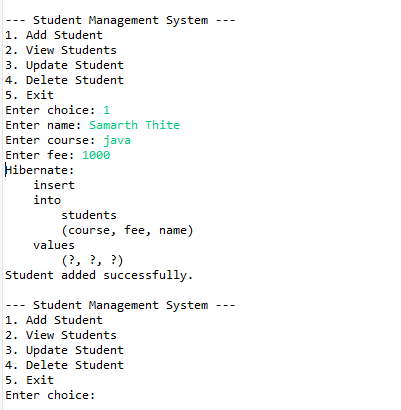 --- Student Management System ---
1. Add Student
2. View Students
3. Update Student
4. Delete Student
5. Exit
Enter choice: 1
Enter name: Samarth Thite
Enter course: java
Enter fee: 1000
Hibernate:
    insert
    into
        students
        (course, fee, name)
    values
        (?, ?, ?)
Student added successfully.

--- Student Management System ---
1. Add Student
2. View Students
3. Update Student
4. Delete Student
5. Exit
Enter choice: